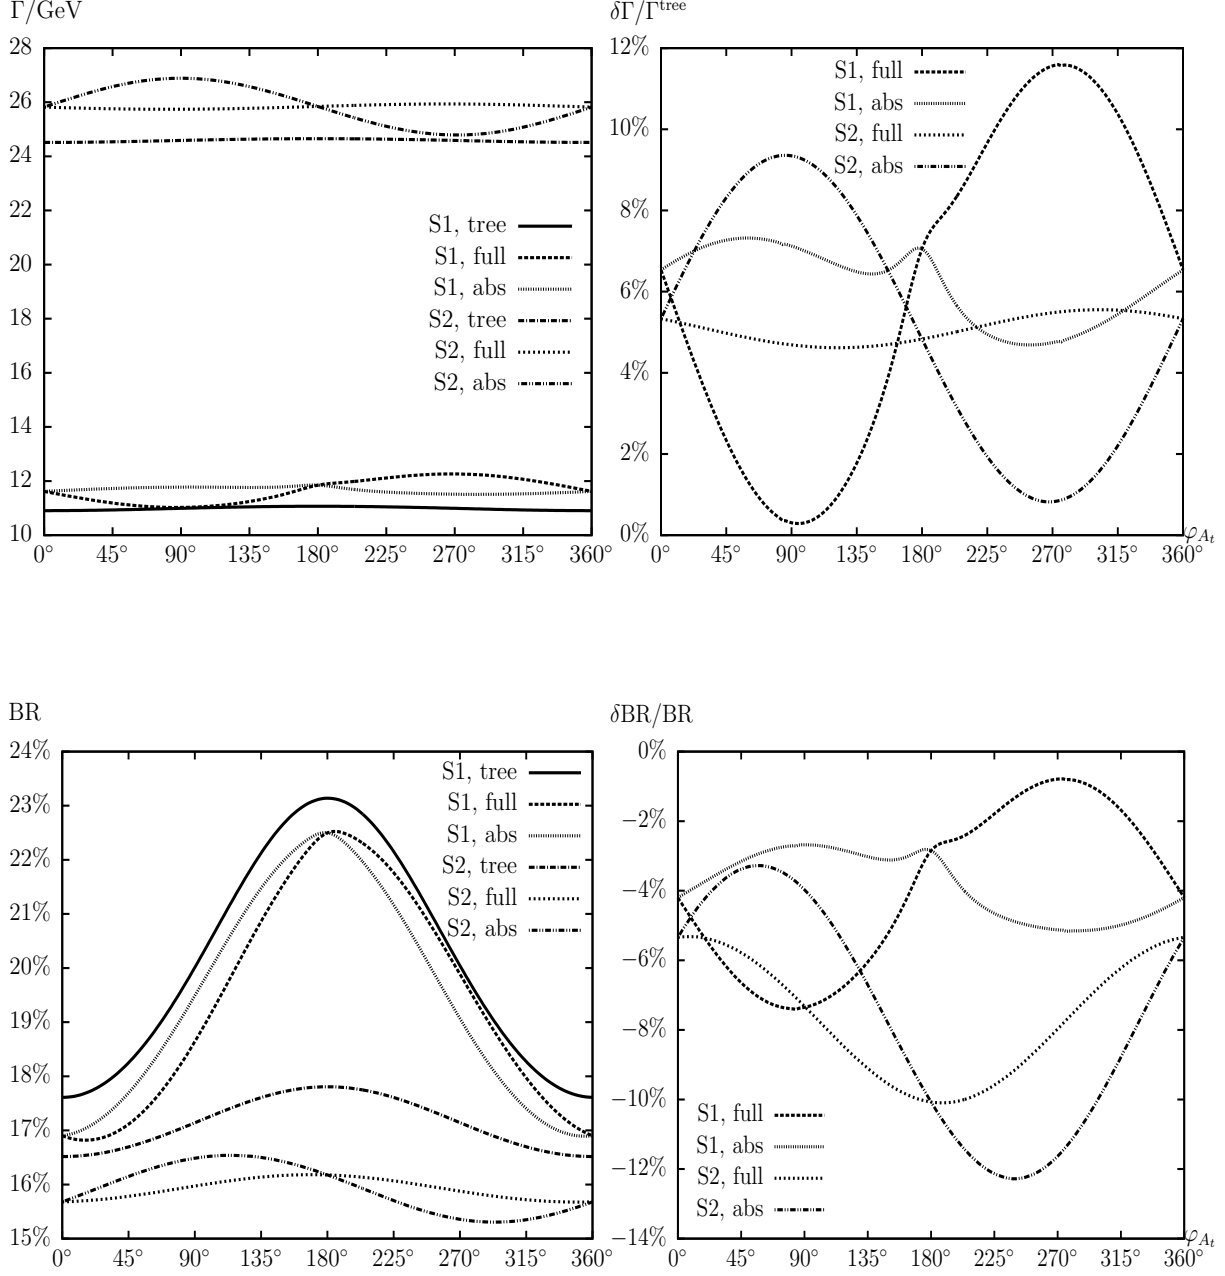 Γ/GeV
28
26
24
22
20
18
16
14
12
10
0° 45° 90° 135° 180° 225° 270° 315° 360°
S1, tree
S1, full
S1, abs
S2, tree
S2, full
S2, abs
δΓ/Γ^tree
12%
10%
8%
6%
4%
2%
0%
0° 45° 90° 135° 180° 225° 270° 315° 360°
φ_{A_t}
S1, full
S1, abs
S2, full
S2, abs
BR
24%
23%
22%
21%
20%
19%
18%
17%
16%
15%
0° 45° 90° 135° 180° 225° 270° 315° 360°
S1, tree
S1, full
S1, abs
S2, tree
S2, full
S2, abs
δBR/BR
0%
−2%
−4%
−6%
−8%
−10%
−12%
−14%
0° 45° 90° 135° 180° 225° 270° 315° 360°
φ_{A_t}
S1, full
S1, abs
S2, full
S2, abs